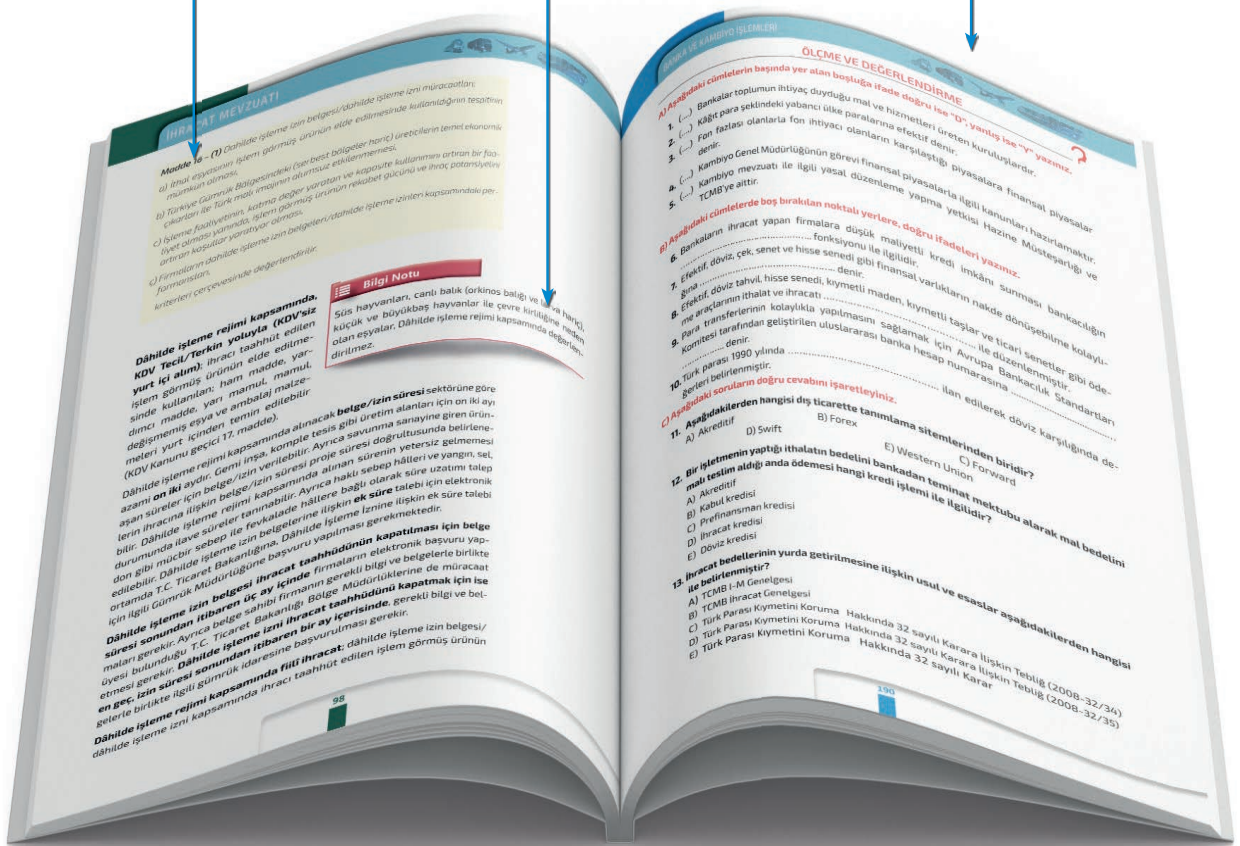 İHRACAT MEVZUATI
Madde 16 – (1) Dahilde işleme izin belgesi/dahilde işleme izni müracaatları;
a) İthal eşyasının işlem görmüş ürünün elde edilmesinde kullanıldığının tespitinin
mümkün olması,
b) Türkiye Gümrük Bölgesindeki (serbest bölgeler hariç) üreticilerin temel ekonomik
çıkarları ile Türk malı imajının olumsuz etkilenmemesi,
c) İşleme faaliyetinin, katma değer yaratan ve kapasite kullanımını artıran bir faa-
liyet olması yanında, işlem görmüş ürünün rekabet gücünü ve ihraç potansiyelini
artıran koşullar yaratıyor olması,
ç) Firmaların dahilde işleme izin belgeleri/dahilde işleme izinleri kapsamındaki per-
formansları,
kriterleri çerçevesinde değerlendirilir.
Bilgi Notu
Süs hayvanları, canlı balık (orkinos balığı ve hariç),
küçük ve büyükbaş hayvanlar ile çevre kirliliğine neden
olan eşyalar, Dâhilde işleme rejimi kapsamında değerlen-
dirilmez.
Dâhilde işleme rejimi kapsamında,
KDV Tecil/Terkin yoluyla (KDV'siz
yurt içi alım); ihracı taahhüt edilen
işlem görmüş ürünün elde edilme-
sinde kullanılan; ham madde, yar-
dımcı madde, yarı mamul, mamul,
değişmemiş eşya ve ambalaj malze-
meleri yurt içinden temin edilebilir
(KDV Kanunu geçici 17. madde).
Dâhilde işleme rejimi kapsamında alınacak belge/izin süresi sektörüne göre
azami on iki aydır. Gemi inşa, komple tesis gibi üretim alanları için on iki ayı
aşan süreler için belge/izin verilebilir. Ayrıca savunma sanayine giren ürün-
lerin ihracına ilişkin belge/izin süresi proje süresi doğrultusunda belirlene-
bilir. Dâhilde işleme rejimi kapsamında alınan sürenin yetersiz gelmemesi
durumunda ilave süreler tanınabilir. Ayrıca haklı sebep hâlleri ve yangın, sel,
don gibi mücbir sebep ile fevkalade hâllere bağlı olarak süre uzatımı talep
edilebilir. Dâhilde işleme izin belgelerine ilişkin ek süre talebi için elektronik
ortamda T.C. Ticaret Bakanlığına, Dâhilde İşleme İznine ilişkin ek süre talebi
için ilgili Gümrük Müdürlüğüne başvuru yapılması gerekmektedir.
Dâhilde işleme izin belgesi ihracat taahhüdünün kapatılması için belge
süresi sonundan itibaren üç ay içinde firmaların elektronik başvuru yap-
maları gerekir. Ayrıca belge sahibi firmanın gerekli bilgi ve belgelerle birlikte
üyesi bulunduğu T.C. Ticaret Bakanlığı Bölge Müdürlüklerine de müracaat
etmesi gerekir. Dâhilde işleme izni ihracat taahhüdünü kapatmak için ise
en geç, izin süresi sonundan itibaren bir ay içerisinde, gerekli bilgi ve bel-
gelerle birlikte ilgili gümrük idaresine başvurulması gerekir.
Dâhilde işleme rejimi kapsamında fiilî ihracat; dâhilde işleme izin belgesi/
dâhilde işleme izni kapsamında ihracı taahhüt edilen işlem görmüş ürünün
98
BANKA VE KAMBİYO İŞLEMLERİ
ÖLÇME VE DEĞERLENDİRME
A) Aşağıdaki cümlelerin başında yer alan boşluğa ifade doğru ise "D", yanlış ise "Y" yazınız.
?
1. (...) Bankalar toplumun ihtiyaç duyduğu mal ve hizmetleri üreten kuruluşlardır.
2. (...) Kâğıt para şeklindeki yabancı ülke paralarına efektif denir.
3. (...) Fon fazlası olanlarla fon ihtiyacı olanların karşılaştığı piyasalara finansal piyasalar
denir.
4. (...) Kambiyo Genel Müdürlüğünün görevi finansal piyasalarla ilgili kanunları hazırlamaktır.
5. (...) Kambiyo mevzuatı ile ilgili yasal düzenleme yapma yetkisi Hazine Müsteşarlığı ve
TCMB'ye aittir.
B) Aşağıdaki cümlelerde boş bırakılan noktalı yerlere, doğru ifadeleri yazınız.
6. Bankaların ihracat yapan firmalara düşük maliyetli kredi imkânı sunması bankacılığın
........................ fonksiyonu ile ilgilidir.
7. Efektif, döviz, çek, senet ve hisse senedi gibi finansal varlıkların nakde dönüşebilme kolaylı-
ğına ........................ denir.
8. Efektif, döviz tahvil, hisse senedi, kıymetli maden, kıymetli taşlar ve ticari senetler gibi öde-
me araçlarının ithalat ve ihracatı ........................ ile düzenlenmiştir.
9. Para transferlerinin kolaylıkla yapılmasını sağlamak için Avrupa Bankacılık Standartları
Komitesi tarafından geliştirilen uluslararası banka hesap numarasına ........................
............ denir.
10. Türk parası 1990 yılında ........................ ilan edilerek döviz karşılığında de-
ğerleri belirlenmiştir.
C) Aşağıdaki soruların doğru cevabını işaretleyiniz.
11. Aşağıdakilerden hangisi dış ticarette tanımlama sitemlerinden biridir?
A) Akreditif B) Forex C) Forward
D) Swift E) Western Union
12. Bir işletmenin yaptığı ithalatın bedelini bankadan teminat mektubu alarak mal bedelini
malı teslim aldığı anda ödemesi hangi kredi işlemi ile ilgilidir?
A) Akreditif
B) Kabul kredisi
C) Prefinansman kredisi
D) İhracat kredisi
E) Döviz kredisi
13. İhracat bedellerinin yurda getirilmesine ilişkin usul ve esaslar aşağıdakilerden hangisi
ile belirlenmiştir?
A) TCMB I-M Genelgesi
B) TCMB İhracat Genelgesi
C) Türk Parası Kıymetini Koruma Hakkında 32 sayılı Karara İlişkin Tebliğ (2008-32/34)
D) Türk Parası Kıymetini Koruma Hakkında 32 sayılı Karara İlişkin Tebliğ (2008-32/35)
E) Türk Parası Kıymetini Koruma Hakkında 32 sayılı Karar
190